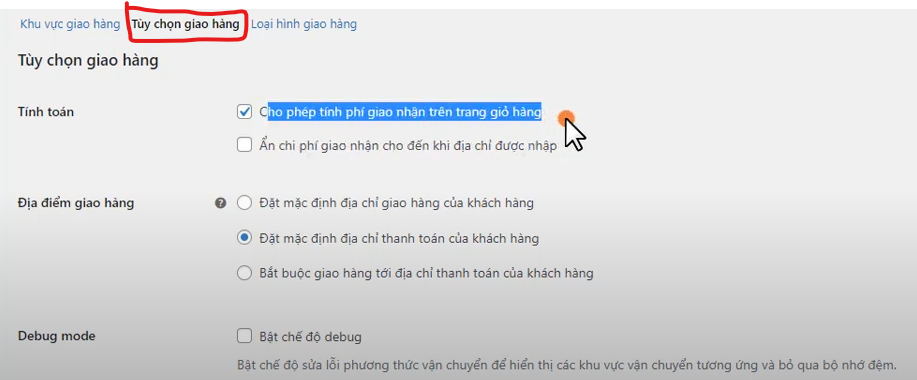 Khu vực giao hàng Tùy chọn giao hàng Loại hình giao hàng
Tùy chọn giao hàng
Tính toán
Cho phép tính phí giao nhận trên trang giỏ hàng
Ẩn chi phí giao nhận cho đến khi địa chỉ được nhập
Địa điểm giao hàng
Đặt mặc định địa chỉ giao hàng của khách hàng
Đặt mặc định địa chỉ thanh toán của khách hàng
Bắt buộc giao hàng tới địa chỉ thanh toán của khách hàng
Debug mode
Bật chế độ debug
Bật chế độ sửa lỗi phương thức vận chuyển để hiển thị các khu vực vận chuyển tương ứng và bỏ qua bộ nhớ đệm.